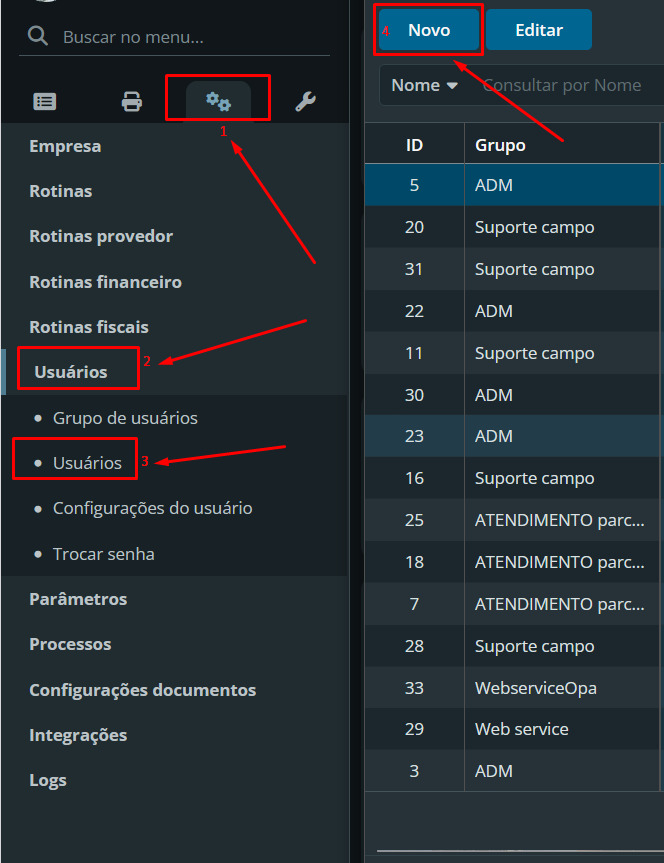 Buscar no menu...
1
Empresa
Rotinas
Rotinas provedor
Rotinas financeiro
Rotinas fiscais
Usuários 2
Grupo de usuários
Usuários 3
Configurações do usuário
Trocar senha
Parâmetros
Processos
Configurações documentos
Integrações
Logs
4 Novo Editar
Nome Consultar por Nome
ID Grupo
5 ADM
20 Suporte campo
31 Suporte campo
22 ADM
11 Suporte campo
30 ADM
23 ADM
16 Suporte campo
25 ATENDIMENTO parc...
18 ATENDIMENTO parc...
7 ATENDIMENTO parc...
28 Suporte campo
33 WebserviceOpa
29 Web service
3 ADM